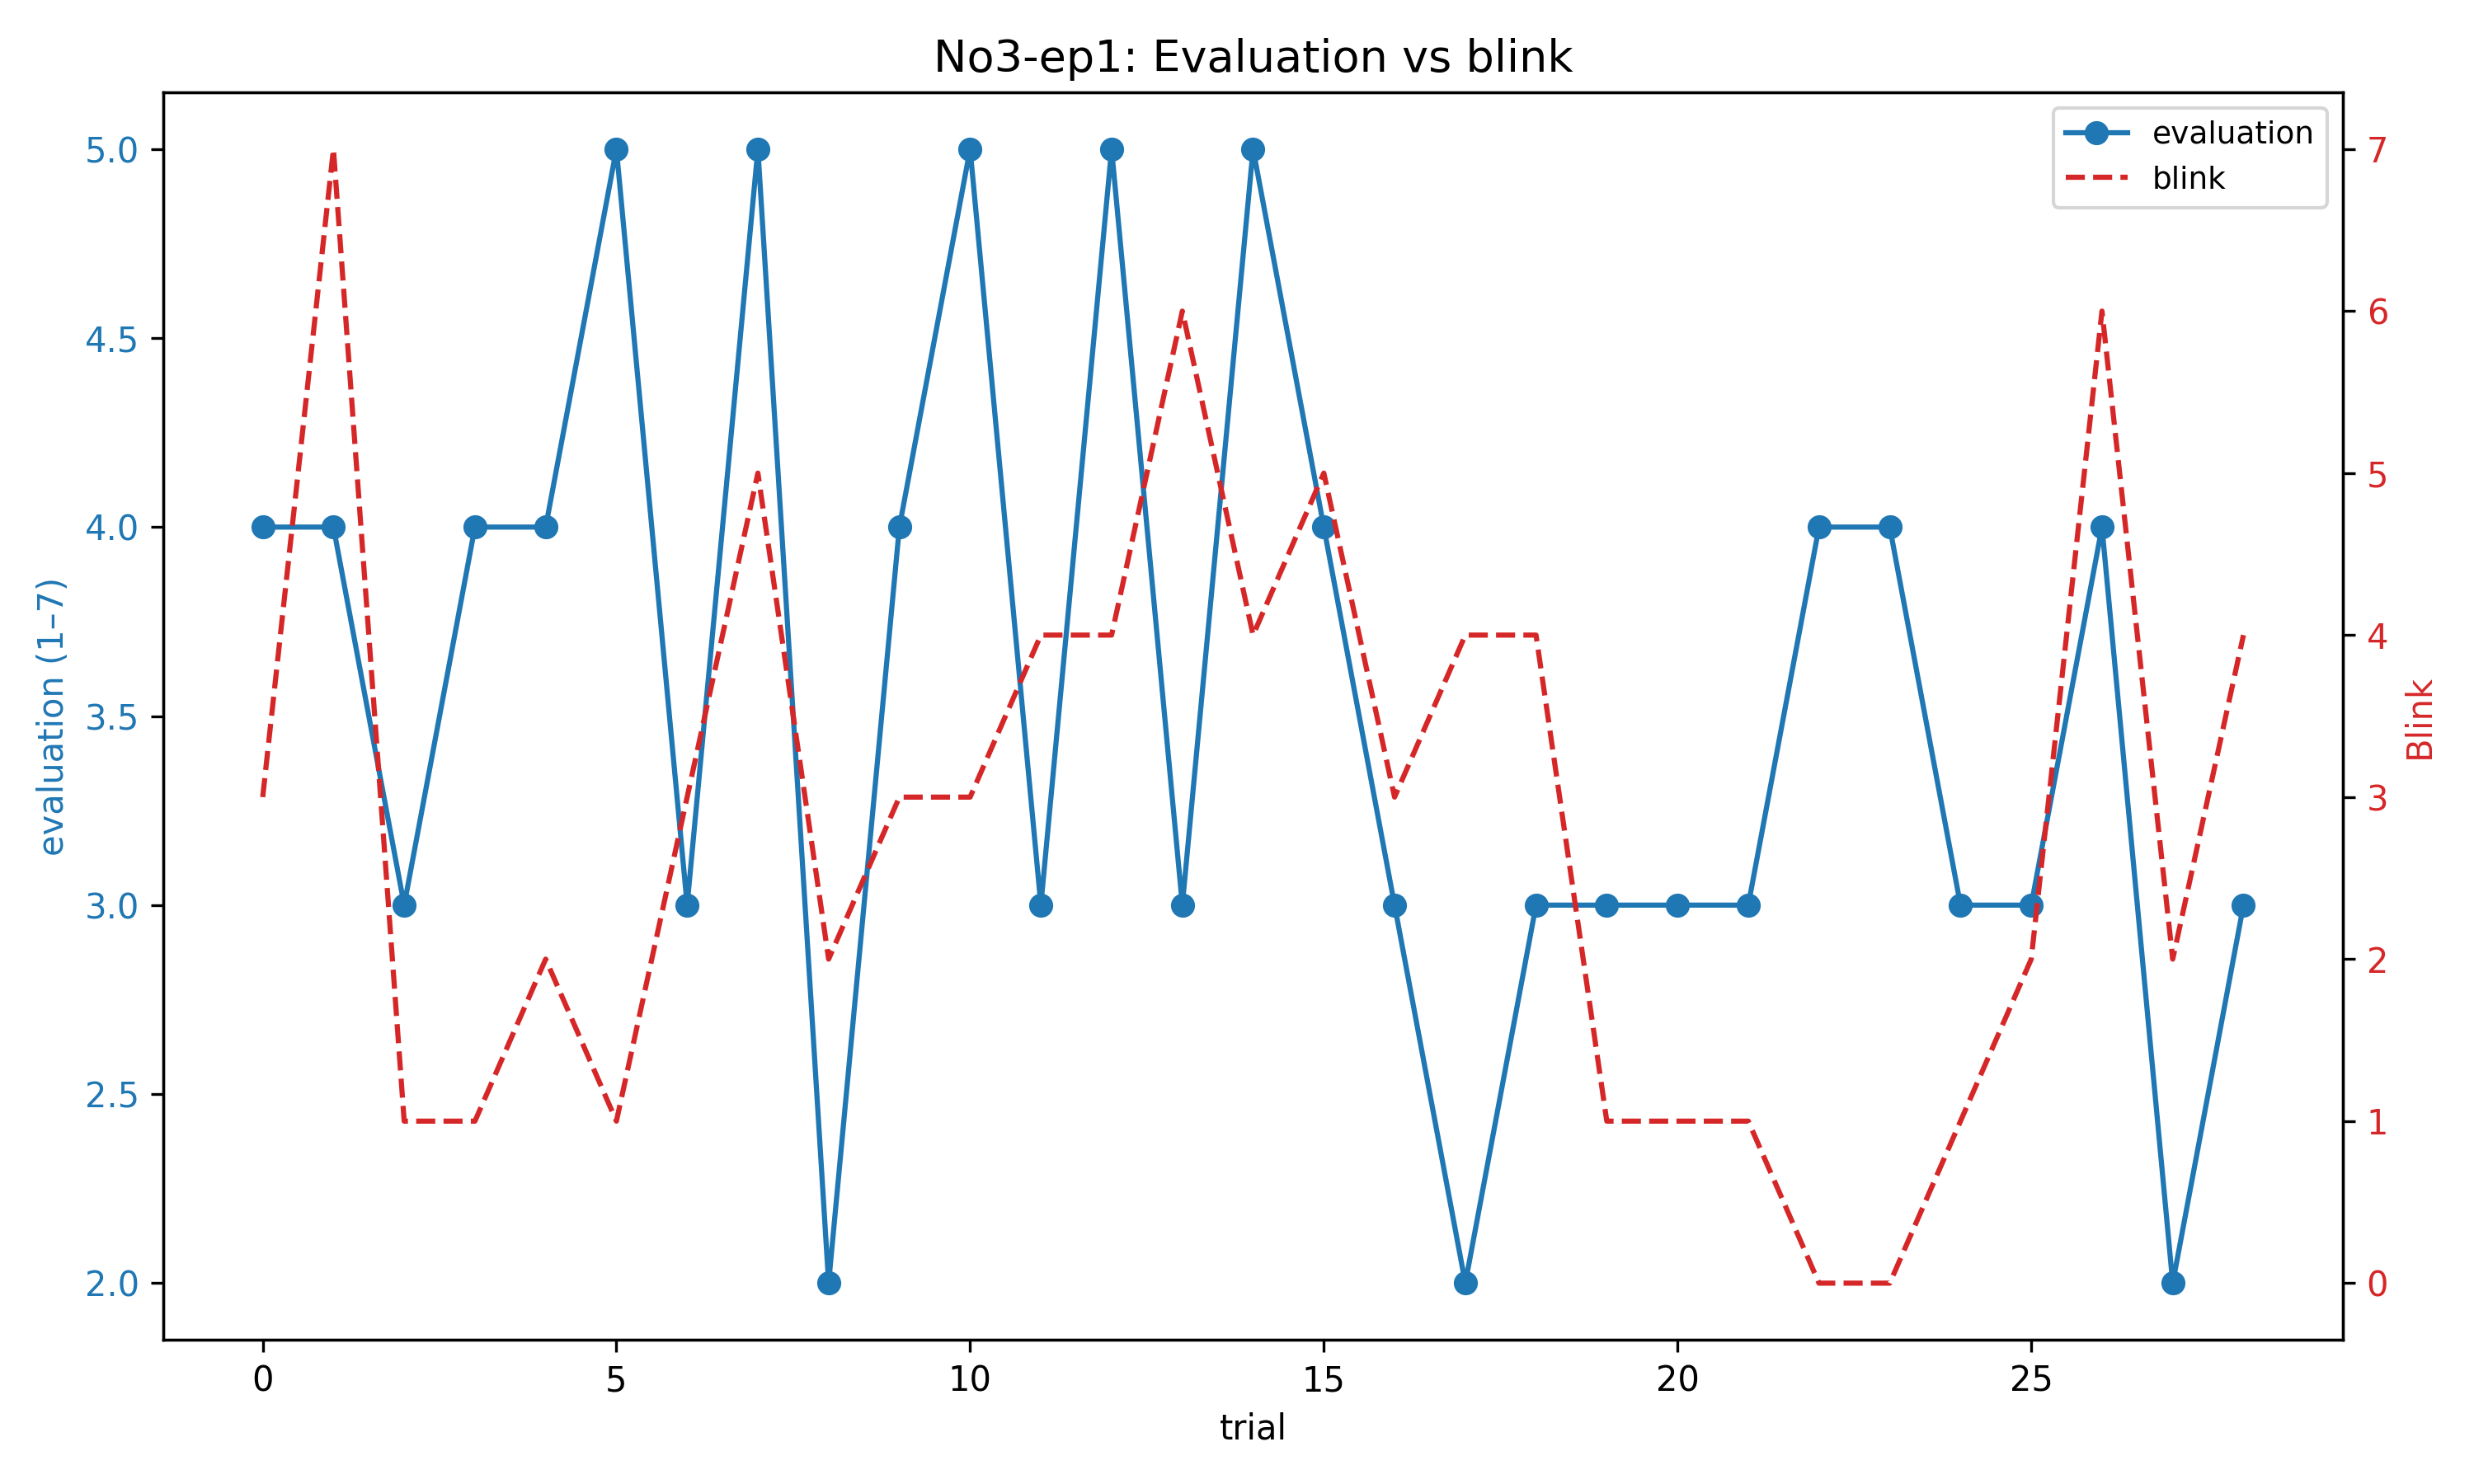 No3-ep1: Evaluation vs blink
evaluation
blink
5.0
4.5
4.0
3.5
3.0
2.5
2.0
evaluation (1–7)
7
6
5
4
3
2
1
0
Blink
0 5 10 15 20 25
trial